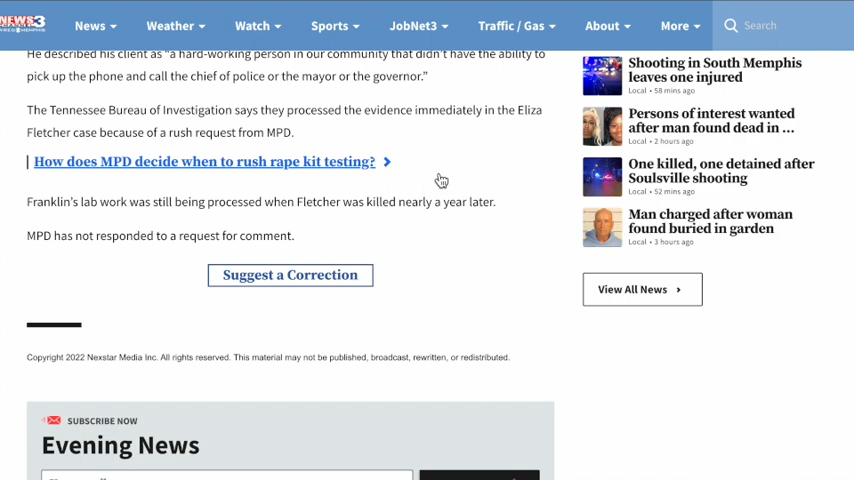 NEWS 3
News
Weather
Watch
Sports
JobNet3
Traffic / Gas
About
More
Search
He described his client as “a hard-working person in our community that didn’t have the ability to
pick up the phone and call the chief of police or the mayor or the governor.”
The Tennessee Bureau of Investigation says they processed the evidence immediately in the Eliza
Fletcher case because of a rush request from MPD.
How does MPD decide when to rush rape kit testing?
Franklin’s lab work was still being processed when Fletcher was killed nearly a year later.
MPD has not responded to a request for comment.
Suggest a Correction
Copyright 2022 Nexstar Media Inc. All rights reserved. This material may not be published, broadcast, rewritten, or redistributed.
SUBSCRIBE NOW
Evening News
Shooting in South Memphis
leaves one injured
Local • 58 mins ago
Persons of interest wanted
after man found dead in ...
Local • 2 hours ago
One killed, one detained after
Soulsville shooting
Local • 52 mins ago
Man charged after woman
found buried in garden
Local • 3 hours ago
View All News